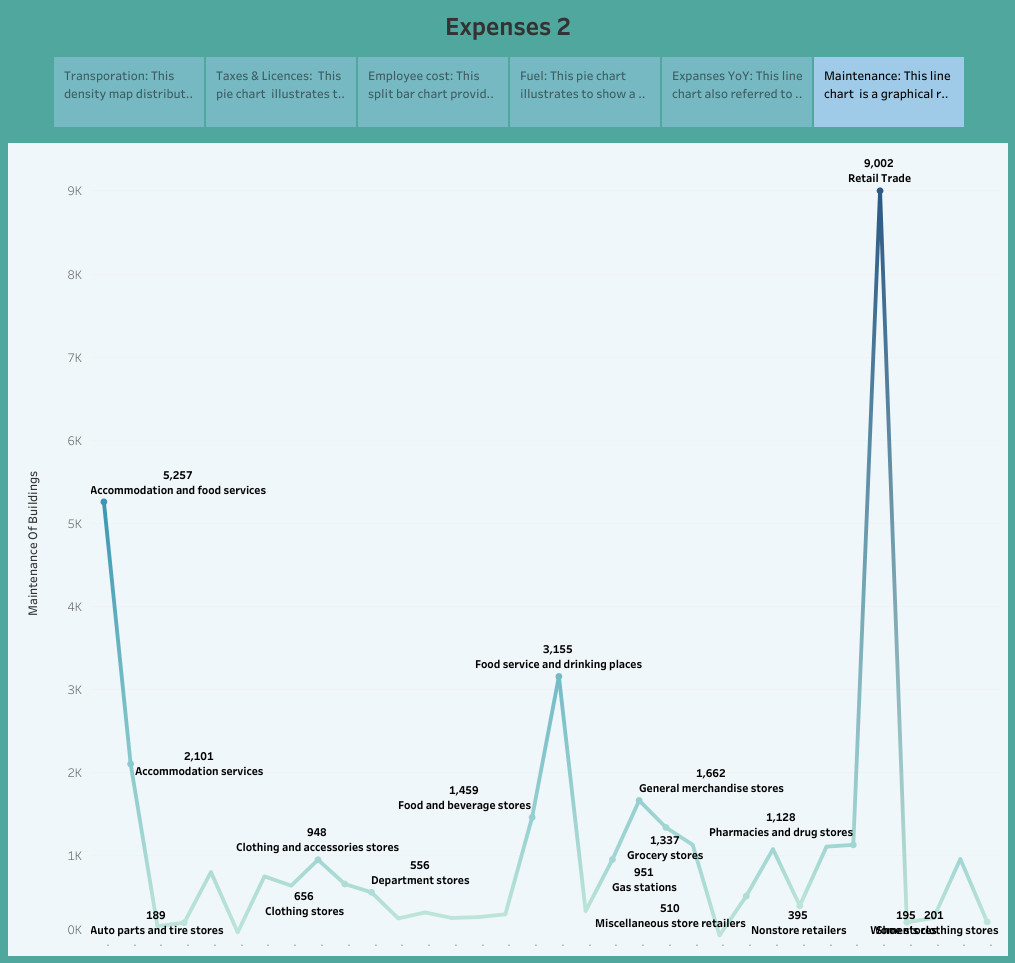 Expenses 2
Transporation: This
density map distribut..
Taxes & Licences:  This
pie chart  illustrates t..
Employee cost: This
split bar chart provid..
Fuel: This pie chart
illustrates to show a ..
Expanses YoY: This line
chart also referred to ..
Maintenance: This line
chart  is a graphical r..
9,002
Retail Trade
9K
8K
7K
6K
5,257
Accommodation and food services
5K
Maintenance Of Buildings
4K
3,155
Food service and drinking places
3K
2,101
Accommodation services
2K
1,662
General merchandise stores
1,459
Food and beverage stores
1,128
Pharmacies and drug stores
948
Clothing and accessories stores
1,337
Grocery stores
1K
556
Department stores
951
Gas stations
656
Clothing stores
510
Miscellaneous store retailers
189
Auto parts and tire stores
395
Nonstore retailers
195
201
clothing stores
0K